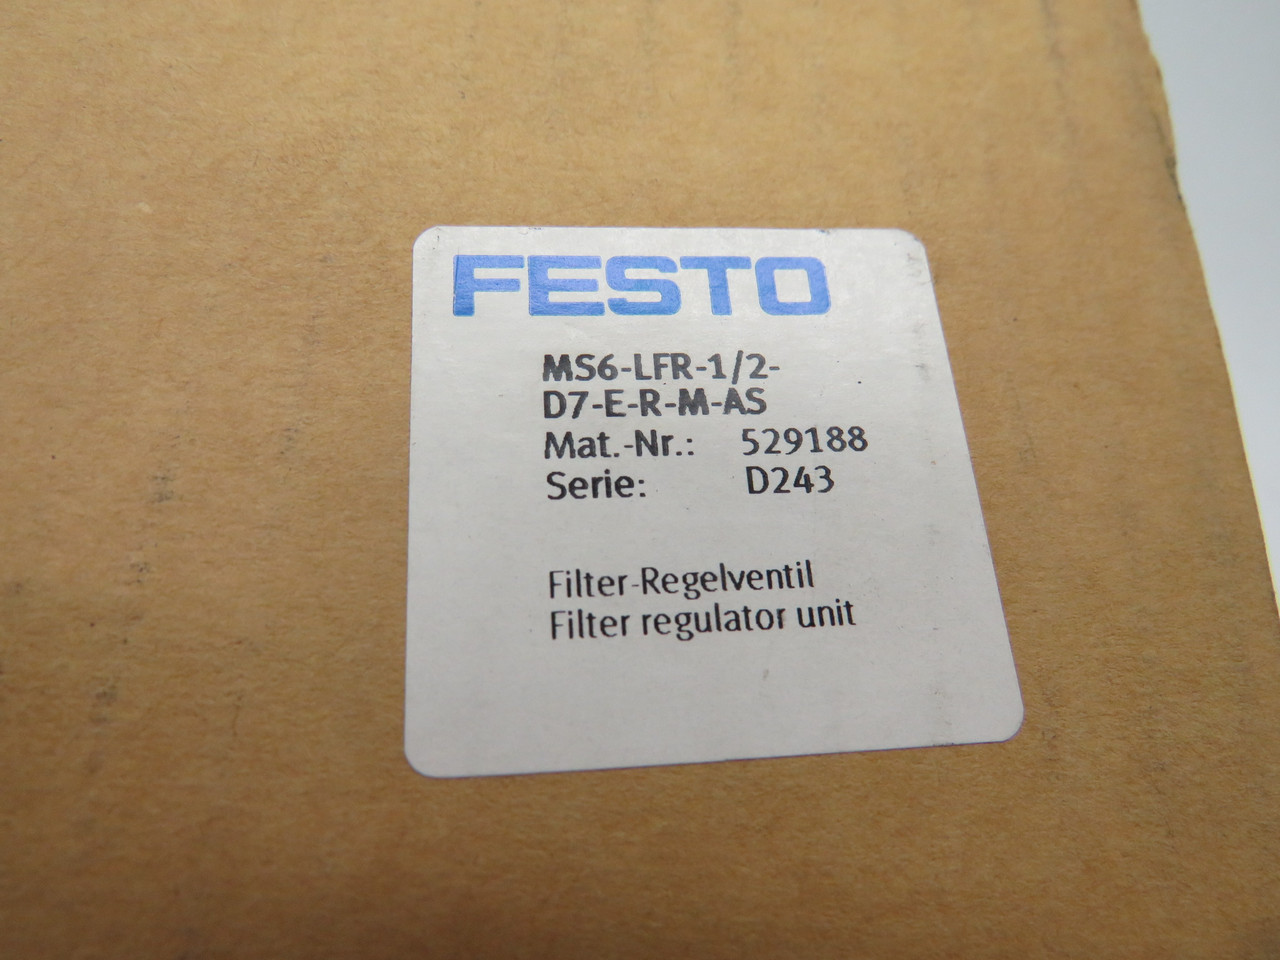 FESTO
MS6-LFR-1/2-
D7-E-R-M-AS
Mat.-Nr.: 529188
Serie: D243
Filter-Regelventil
Filter regulator unit